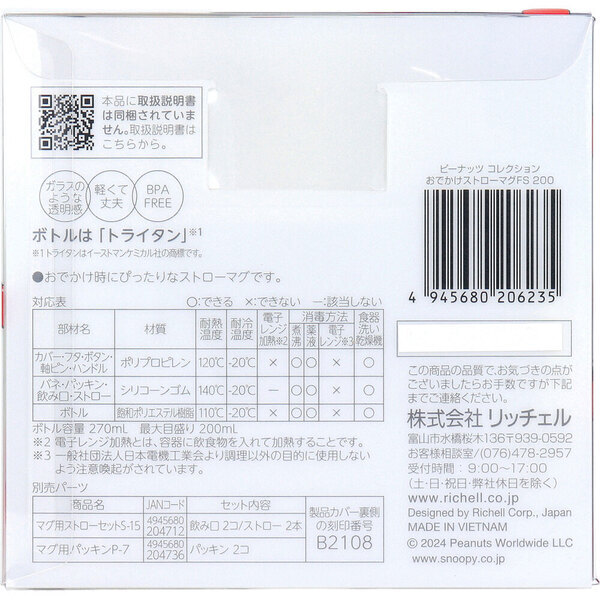 本品に取扱説明書
は同梱されていま
せん。取扱説明書は
こちらから。
ガラスの
ような
透明感
軽くて
丈夫
BPA
FREE
ボトルは「トライタン」※1
※1 トライタンはイーストマンケミカル社の商標です。
●おでかけ時にぴったりなストローマグです。
対応表 ○:できる ×:できない ー:該当しない
部材名 材質 耐熱温度 耐冷温度 電子レンジ加熱※2 消毒方法 煮沸 薬液 電子レンジ※3 食器洗い乾燥機
カバー・フタ・ボタン・軸ピン・ハンドル ポリプロピレン 120℃ -20℃ × ○ ○ × ○
バネ・パッキン・飲み口・ストロー シリコーンゴム 140℃ -20℃ ー ○ ○ × ○
ボトル 飽和ポリエステル樹脂 110℃ -20℃ × ○ ○ × ○
ボトル容量 270mL 最大目盛り 200mL
※2 電子レンジ加熱とは、容器に飲食物を入れて加熱することです。
※3 一般社団法人日本電機工業会より調理以外の目的に使用しない
よう注意喚起がされています。
別売パーツ
商品名 JANコード セット内容
マグ用ストローセットS-15 4945680 204712 飲み口 2コ/ストロー 2本
マグ用パッキンP-7 4945680 204736 パッキン 2コ
製品カバー裏側
の刻印番号
B2108
ピーナッツ コレクション
おでかけストローマグFS 200
4 945680 206235
この商品の品質で、お気づきの点が
ございましたらお手数ですが下記
までご連絡ください。
株式会社 リッチェル
富山市水橋桜木136〒939-0592
お客様相談室/(076)478-2957
受付時間：9:00〜17:00
(土・日・祝日・弊社休日を除く)
www.richell.co.jp
Designed by Richell Corp., Japan
MADE IN VIETNAM
© 2024 Peanuts Worldwide LLC
www.snoopy.co.jp